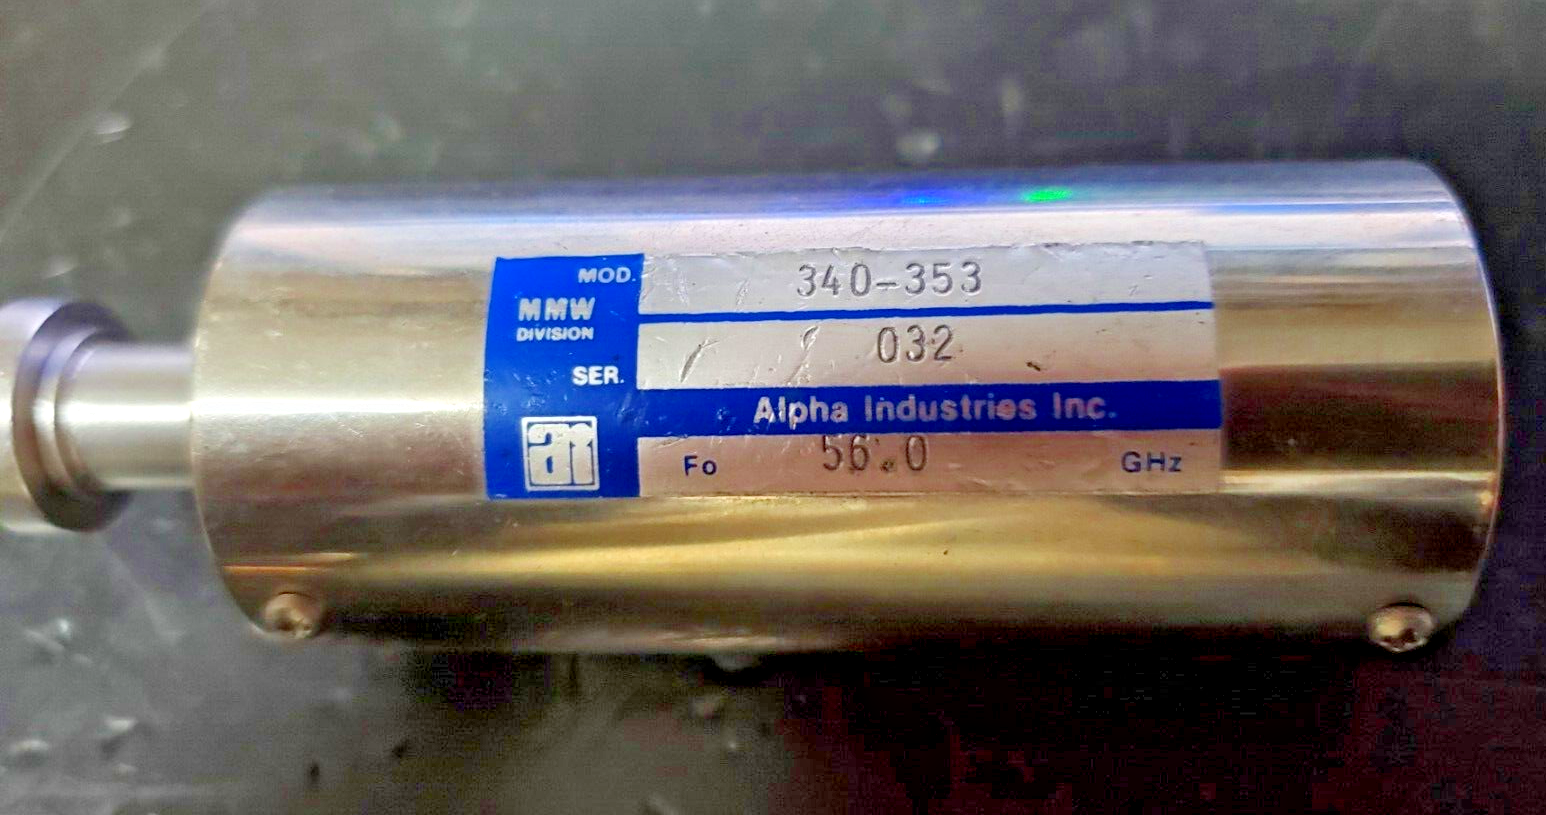 MOD. 340-353
MMW
DIVISION
SER. 032
Alpha Industries Inc.
ai
Fo 56.0 GHz